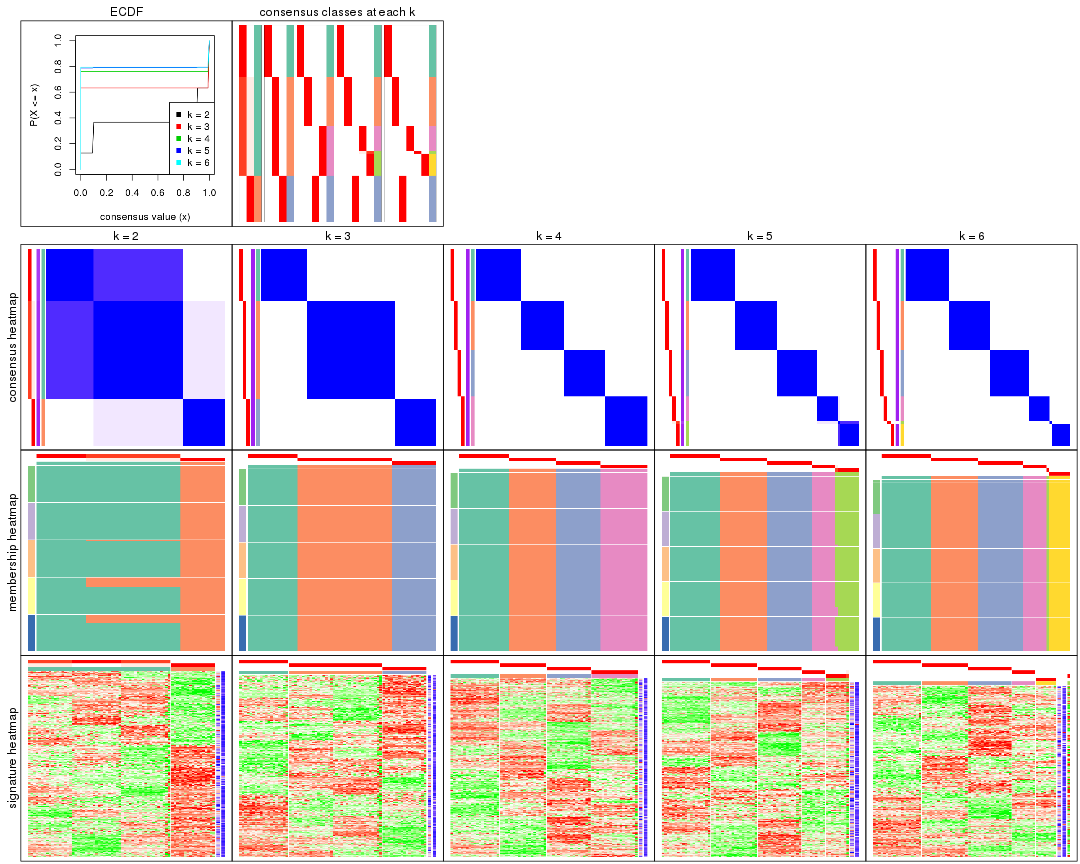 ECDF
consensus classes at each k
P(X <= x)
1.0
0.8
0.6
0.4
0.2
0.0
k = 2
k = 3
k = 4
k = 5
k = 6
0.0 0.2 0.4 0.6 0.8 1.0
consensus value (x)
k = 2 k = 3 k = 4 k = 5 k = 6
consensus heatmap
membership heatmap
signature heatmap